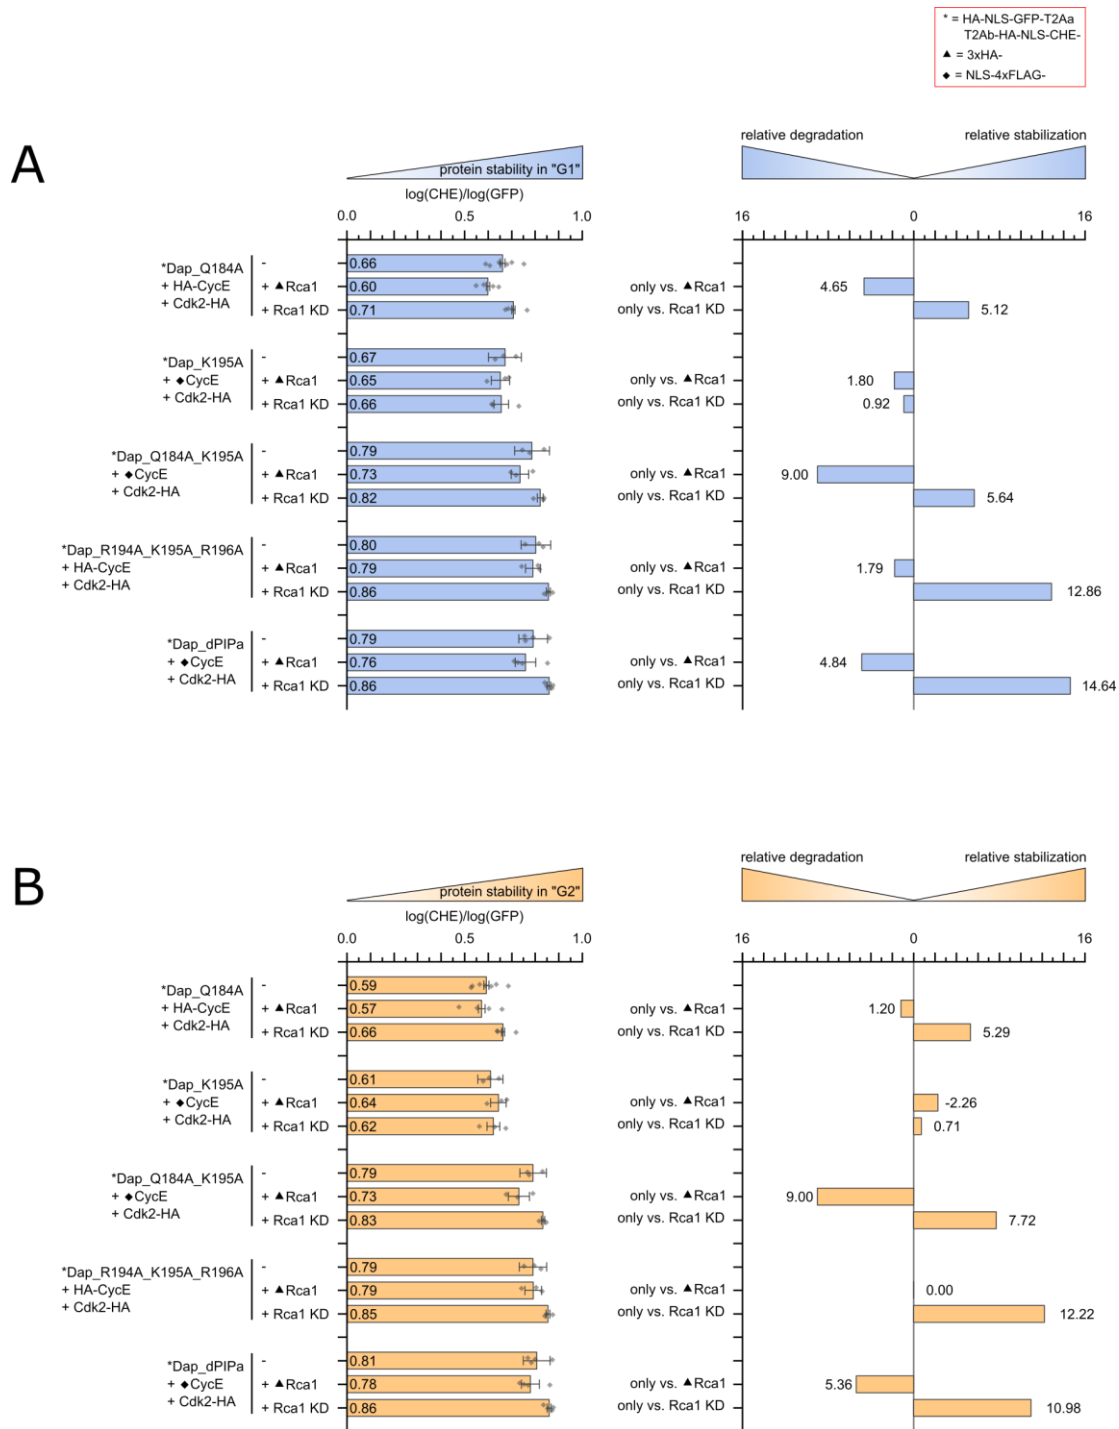 * = HA-NLS-GFP-T2Aa
T2Ab-HA-NLS-CHE-
▲ = 3xHA-
◆ = NLS-4xFLAG-
A
protein stability in "G1"
log(CHE)/log(GFP)
0.0 0.5 1.0
relative degradation relative stabilization
16 0 16
*Dap_Q184A
+ HA-CycE
+ Cdk2-HA
- 0.66
+ ▲Rca1 0.60 only vs. ▲Rca1 4.65
+ Rca1 KD 0.71 only vs. Rca1 KD 5.12
*Dap_K195A
+ ◆CycE
+ Cdk2-HA
- 0.67
+ ▲Rca1 0.65 only vs. ▲Rca1 1.80
+ Rca1 KD 0.66 only vs. Rca1 KD 0.92
*Dap_Q184A_K195A
+ ◆CycE
+ Cdk2-HA
- 0.79
+ ▲Rca1 0.73 only vs. ▲Rca1 9.00
+ Rca1 KD 0.82 only vs. Rca1 KD 5.64
*Dap_R194A_K195A_R196A
+ HA-CycE
+ Cdk2-HA
- 0.80
+ ▲Rca1 0.79 only vs. ▲Rca1 1.79
+ Rca1 KD 0.86 only vs. Rca1 KD 12.86
*Dap_dPIPa
+ ◆CycE
+ Cdk2-HA
- 0.79
+ ▲Rca1 0.76 only vs. ▲Rca1 4.84
+ Rca1 KD 0.86 only vs. Rca1 KD 14.64
B
protein stability in "G2"
log(CHE)/log(GFP)
0.0 0.5 1.0
relative degradation relative stabilization
16 0 16
*Dap_Q184A
+ HA-CycE
+ Cdk2-HA
- 0.59
+ ▲Rca1 0.57 only vs. ▲Rca1 1.20
+ Rca1 KD 0.66 only vs. Rca1 KD 5.29
*Dap_K195A
+ ◆CycE
+ Cdk2-HA
- 0.61
+ ▲Rca1 0.64 only vs. ▲Rca1 -2.26
+ Rca1 KD 0.62 only vs. Rca1 KD 0.71
*Dap_Q184A_K195A
+ ◆CycE
+ Cdk2-HA
- 0.79
+ ▲Rca1 0.73 only vs. ▲Rca1 9.00
+ Rca1 KD 0.83 only vs. Rca1 KD 7.72
*Dap_R194A_K195A_R196A
+ HA-CycE
+ Cdk2-HA
- 0.79
+ ▲Rca1 0.79 only vs. ▲Rca1 0.00
+ Rca1 KD 0.85 only vs. Rca1 KD 12.22
*Dap_dPIPa
+ ◆CycE
+ Cdk2-HA
- 0.81
+ ▲Rca1 0.78 only vs. ▲Rca1 5.36
+ Rca1 KD 0.86 only vs. Rca1 KD 10.98